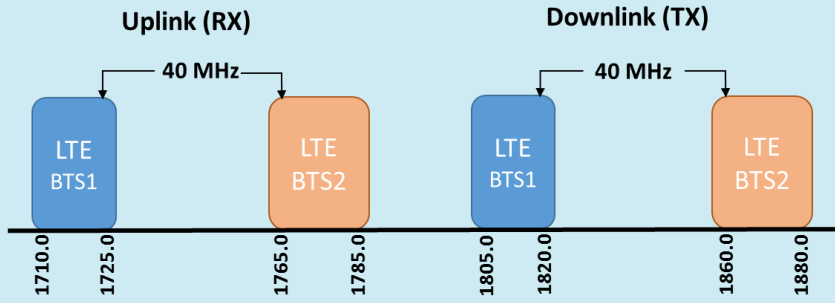 Uplink (RX)
Downlink (TX)
40 MHz
40 MHz
LTE
BTS1
LTE
BTS2
LTE
BTS1
LTE
BTS2
1710.0
1725.0
1765.0
1785.0
1805.0
1820.0
1860.0
1880.0